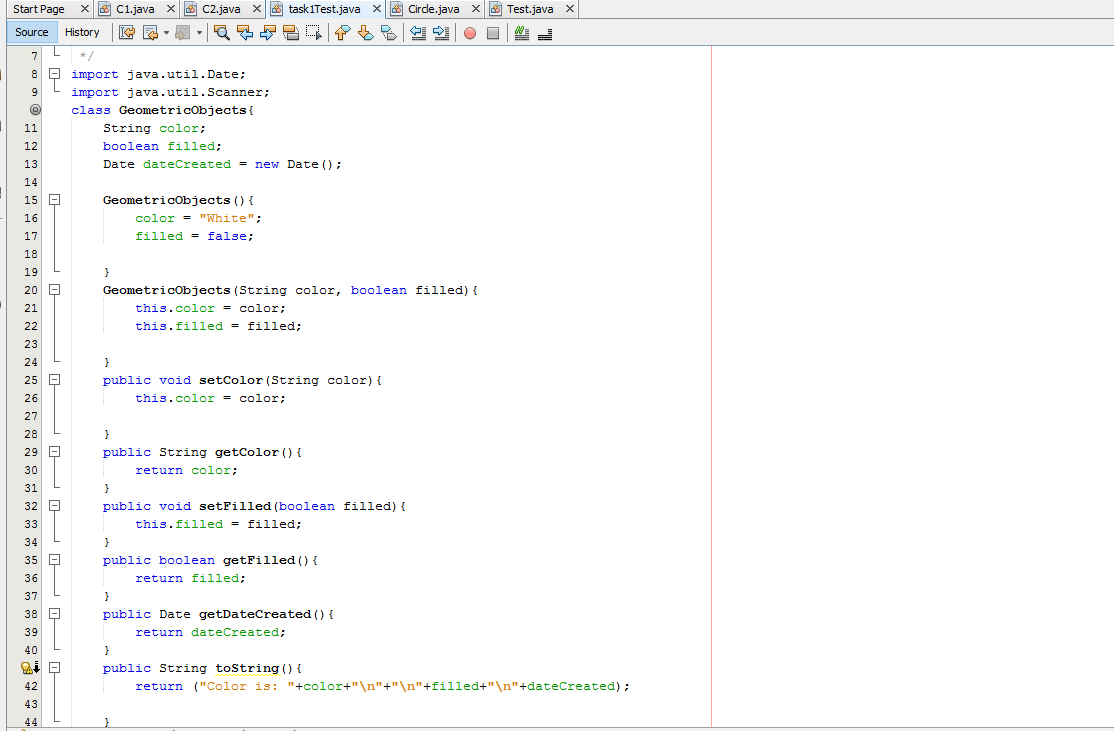 Start Page C1.java C2.java task1Test.java Circle.java Test.java
Source History
7 */
8 import java.util.Date;
9 import java.util.Scanner;
class GeometricObjects{
11 String color;
12 boolean filled;
13 Date dateCreated = new Date();
14
15 GeometricObjects(){
16 color = "White";
17 filled = false;
18
19 }
20 GeometricObjects(String color, boolean filled){
21 this.color = color;
22 this.filled = filled;
23
24 }
25 public void setColor(String color){
26 this.color = color;
27
28 }
29 public String getColor(){
30 return color;
31 }
32 public void setFilled(boolean filled){
33 this.filled = filled;
34 }
35 public boolean getFilled(){
36 return filled;
37 }
38 public Date getDateCreated(){
39 return dateCreated;
40 }
public String toString(){
42 return ("Color is: "+color+"\n"+"\n"+filled+"\n"+dateCreated);
43
44 }